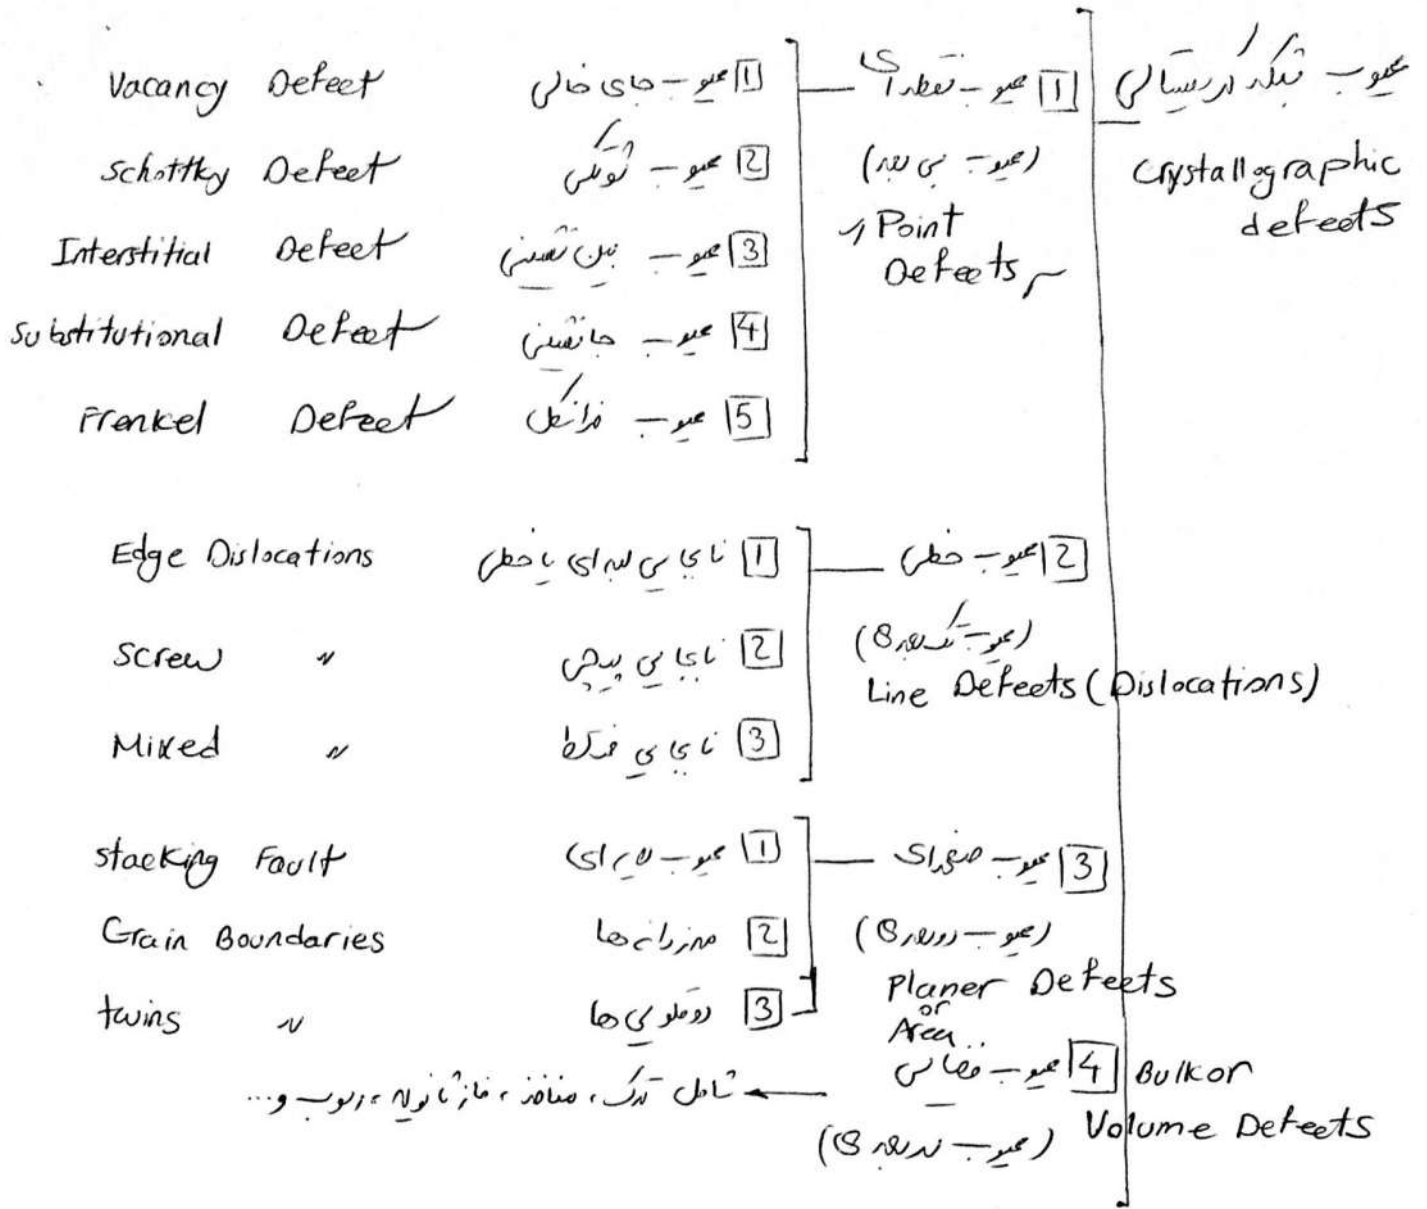 عیوب شبکه کریستالی
Crystallographic
defects
1 عیوب نقطه‌ای
(عیوب بی بعد)
Point
Defects
1 عیوب جای خالی Vacancy Defect
2 عیوب شوتکی Schottky Defect
3 عیوب بین نشینی Interstitial Defect
4 عیوب جانشینی Substitutional Defect
5 عیوب فرانکل Frenkel Defect
2 عیوب خطی
(عیوب تک بعدی)
Line Defects (Dislocations)
1 نابجایی لبه‌ای یا خطی Edge Dislocations
2 نابجایی پیچی Screw "
3 نابجایی مختلط Mixed "
3 عیوب صفحه‌ای
(عیوب دوبعدی)
Planer Defects
or
Area
1 عیوب لایه‌ای Stacking Fault
2 مرزدانه‌ها Grain Boundaries
3 دوقلویی‌ها twins "
4 عیوب فضایی Bulk or
Volume Defects
(عیوب سه بعدی)
شامل ترک، منافذ، فاز ثانویه، رسوب و...